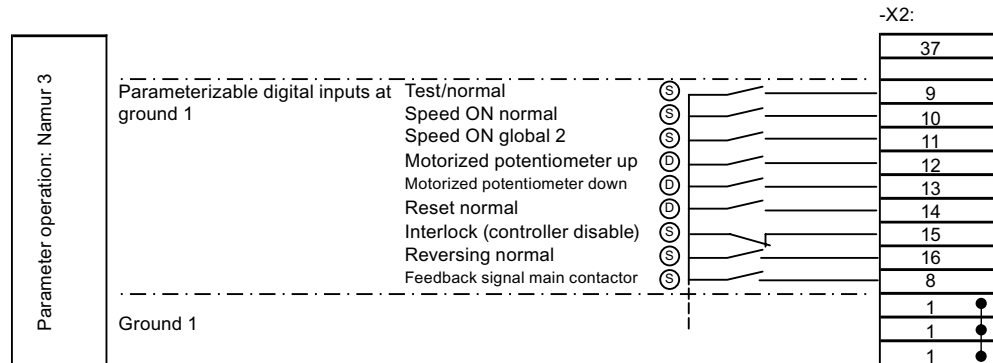 -X2:
37
Parameter operation: Namur 3
Parameterizable digital inputs at
ground 1
Test/normal S 9
Speed ON normal S 10
Speed ON global 2 S 11
Motorized potentiometer up D 12
Motorized potentiometer down D 13
Reset normal D 14
Interlock (controller disable) S 15
Reversing normal S 16
Feedback signal main contactor S 8
Ground 1
1
1
1